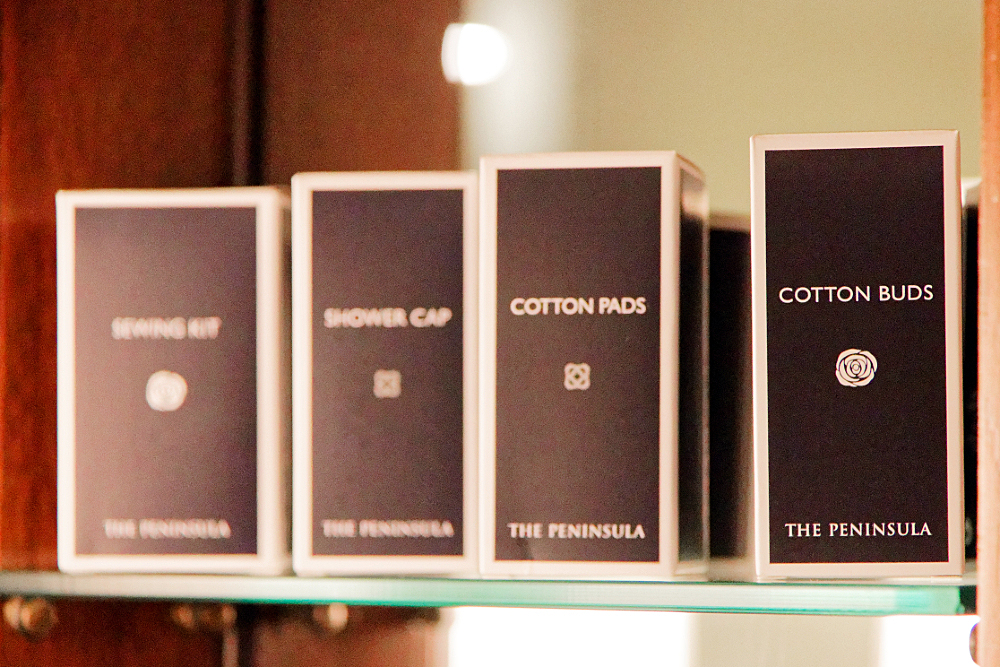 SEWING KIT
THE PENINSULA
SHOWER CAP
THE PENINSULA
COTTON PADS
THE PENINSULA
COTTON BUDS
THE PENINSULA